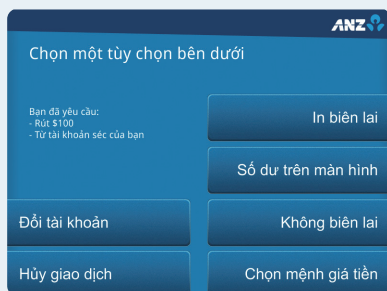 ANZ
Chọn một tùy chọn bên dưới
Bạn đã yêu cầu:
- Rút $100
- Từ tài khoản séc của bạn
In biên lai
Số dư trên màn hình
Đổi tài khoản
Không biên lai
Hủy giao dịch
Chọn mệnh giá tiền